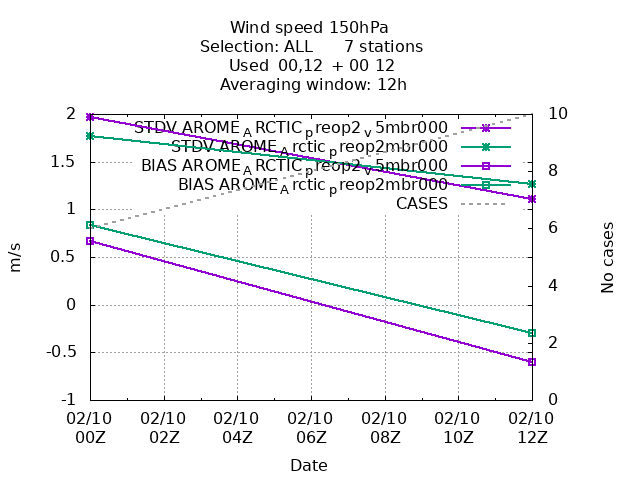 Wind speed 150hPa
Selection: ALL 7 stations
Used 00,12 + 00 12
Averaging window: 12h
STDV AROME_ARCTIC_preop2_v5mbr000
STDV AROME_Arctic_preop2mbr000
BIAS AROME_ARCTIC_preop2_v5mbr000
BIAS AROME_Arctic_preop2mbr000
CASES
2
1.5
1
0.5
0
-0.5
-1
m/s
10
8
6
4
2
0
No cases
02/10 02/10 02/10 02/10 02/10 02/10 02/10
00Z 02Z 04Z 06Z 08Z 10Z 12Z
Date